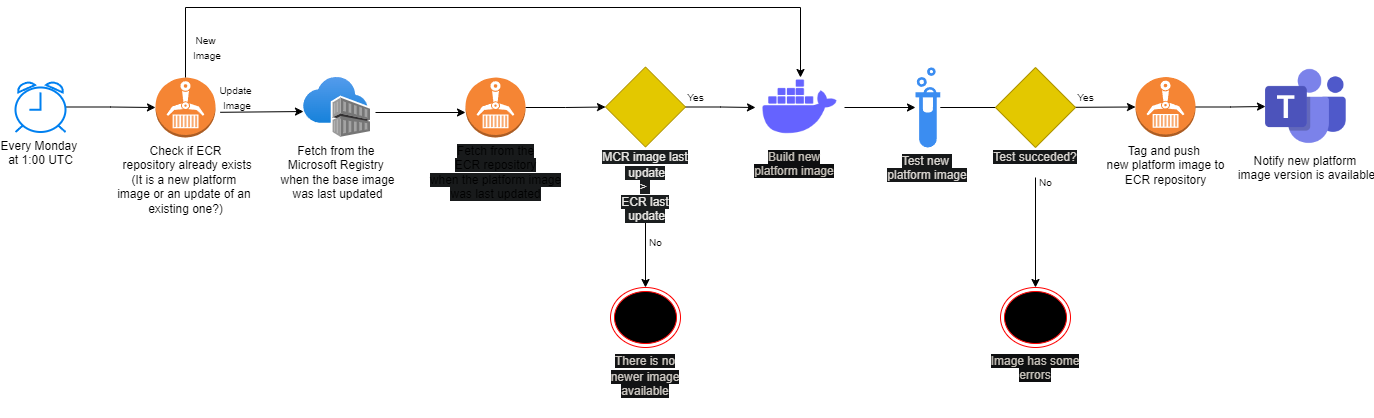 New
Image
Update
Image
Every Monday
at 1:00 UTC
Check if ECR
repository already exists
(It is a new platform
image or an update of an
existing one?)
Fetch from the
Microsoft Registry
when the base image
was last updated
Fetch from the
ECR repository
when the platform image
was last updated
MCR image last
update
>
ECR last
update
Yes
No
There is no
newer image
available
Build new
platform image
Test new
platform image
Test succeded?
Yes
No
Image has some
errors
Tag and push
new platform image to
ECR repository
T
Notify new platform
image version is available